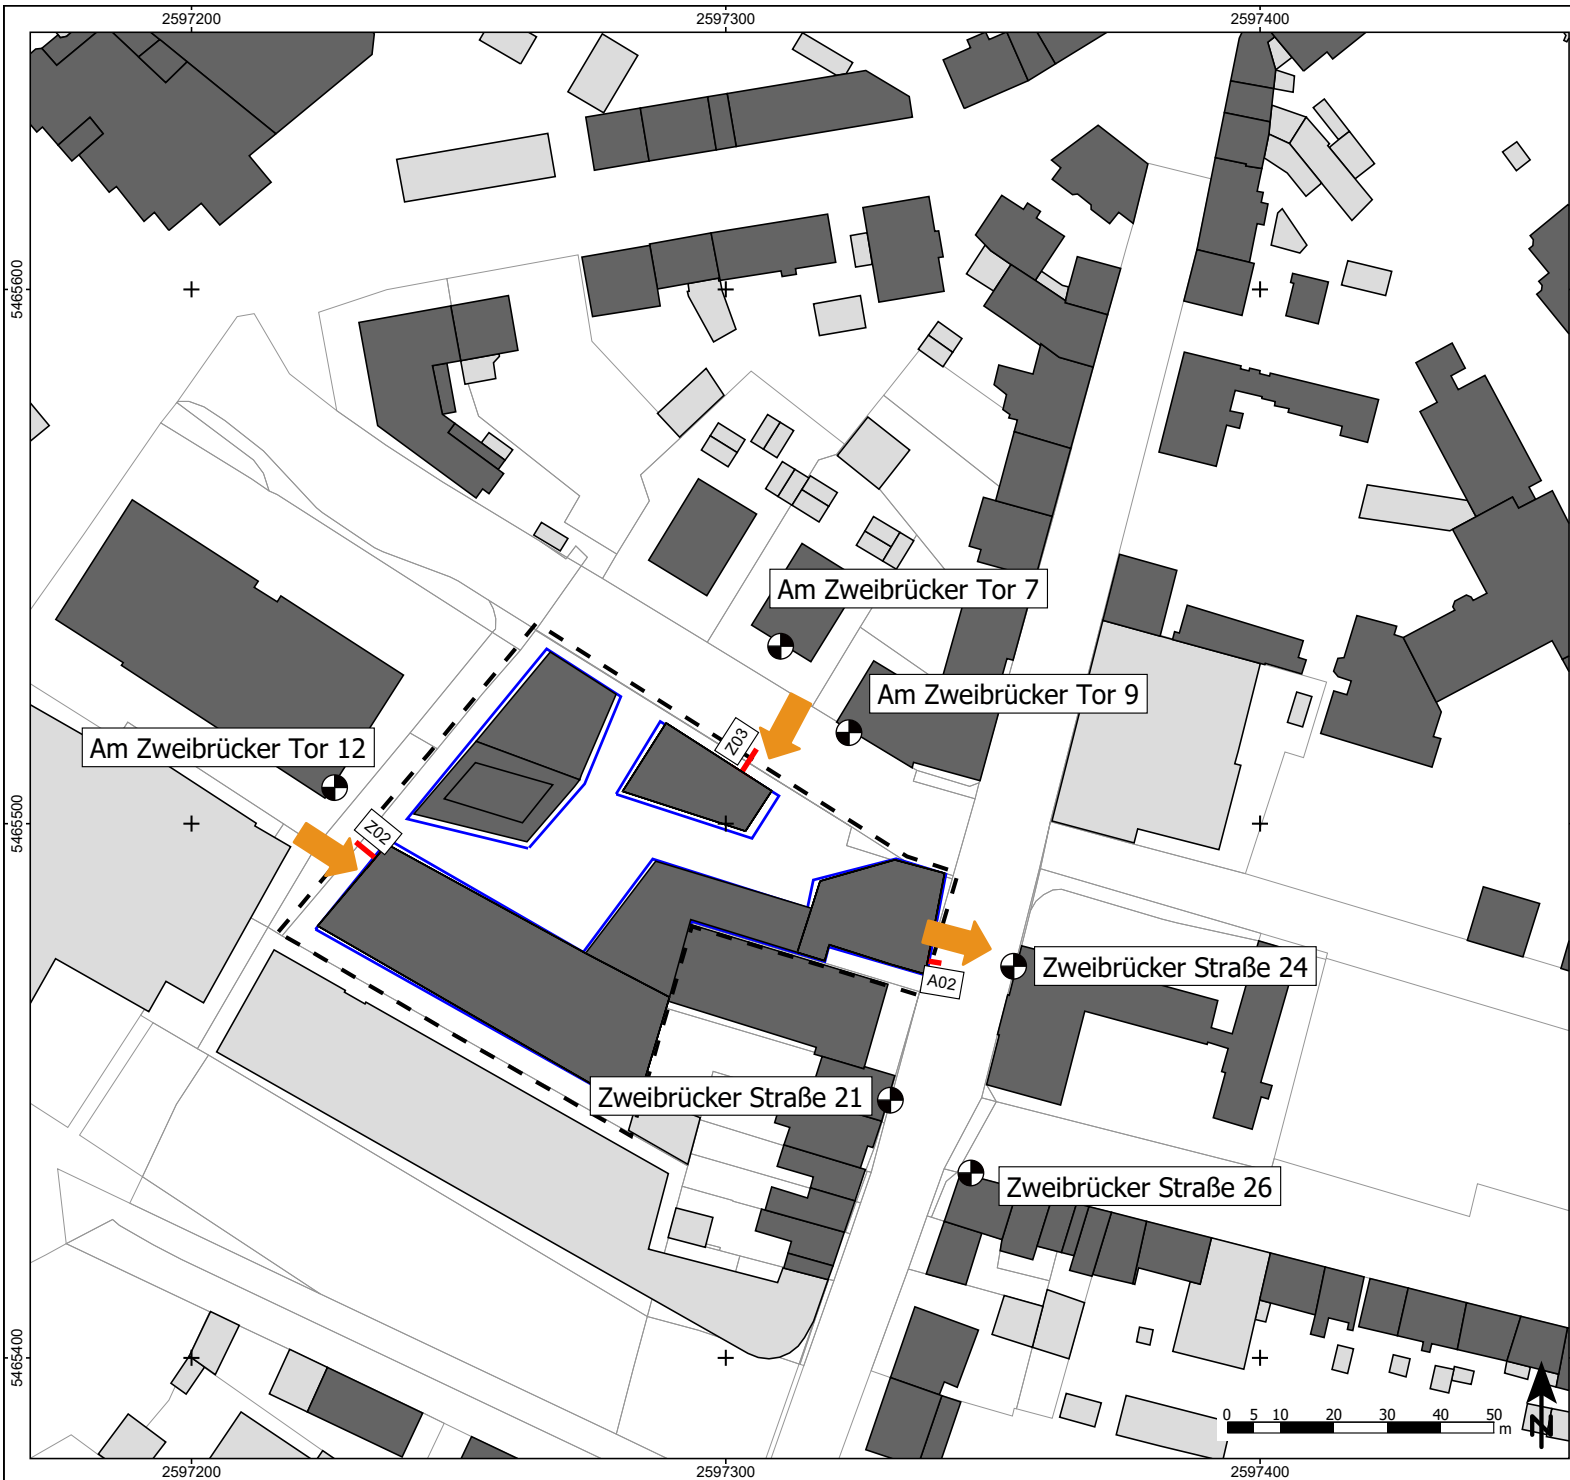 2597200 2597300 2597400
5465600
Am Zweibrücker Tor 7
Am Zweibrücker Tor 9
Z03
Am Zweibrücker Tor 12
5465500
Z02
Zweibrücker Straße 24
A02
Zweibrücker Straße 21
Zweibrücker Straße 26
5465400
0 5 10 20 30 40 50 m
N
2597200 2597300 2597400